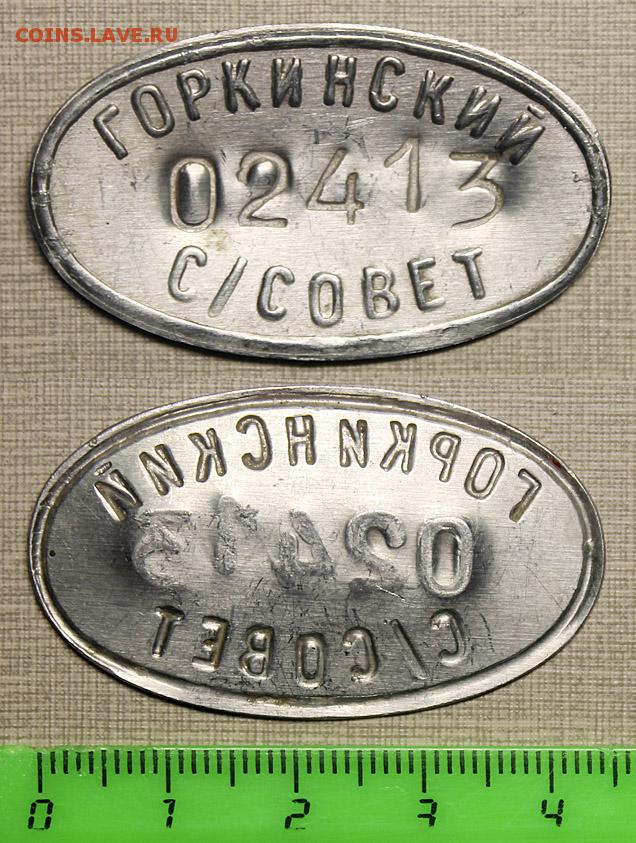 COINS.LAVE.RU
ГОРКИНСКИЙ
02413
С/СОВЕТ
ГОРКИНСКИЙ
02413
С/СОВЕТ
0 1 2 3 4